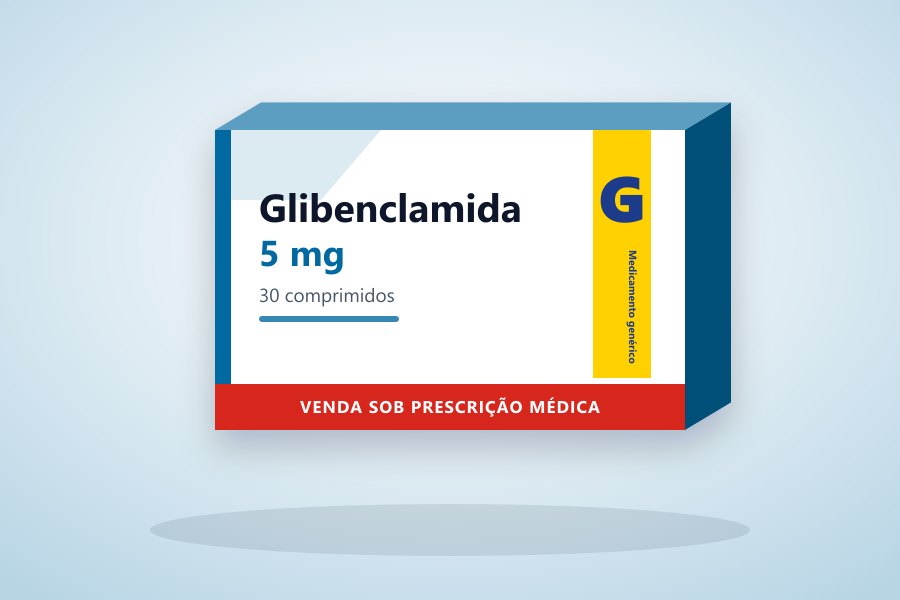 Glibenclamida
5 mg
30 comprimidos
G
Medicamento genérico
VENDA SOB PRESCRIÇÃO MÉDICA